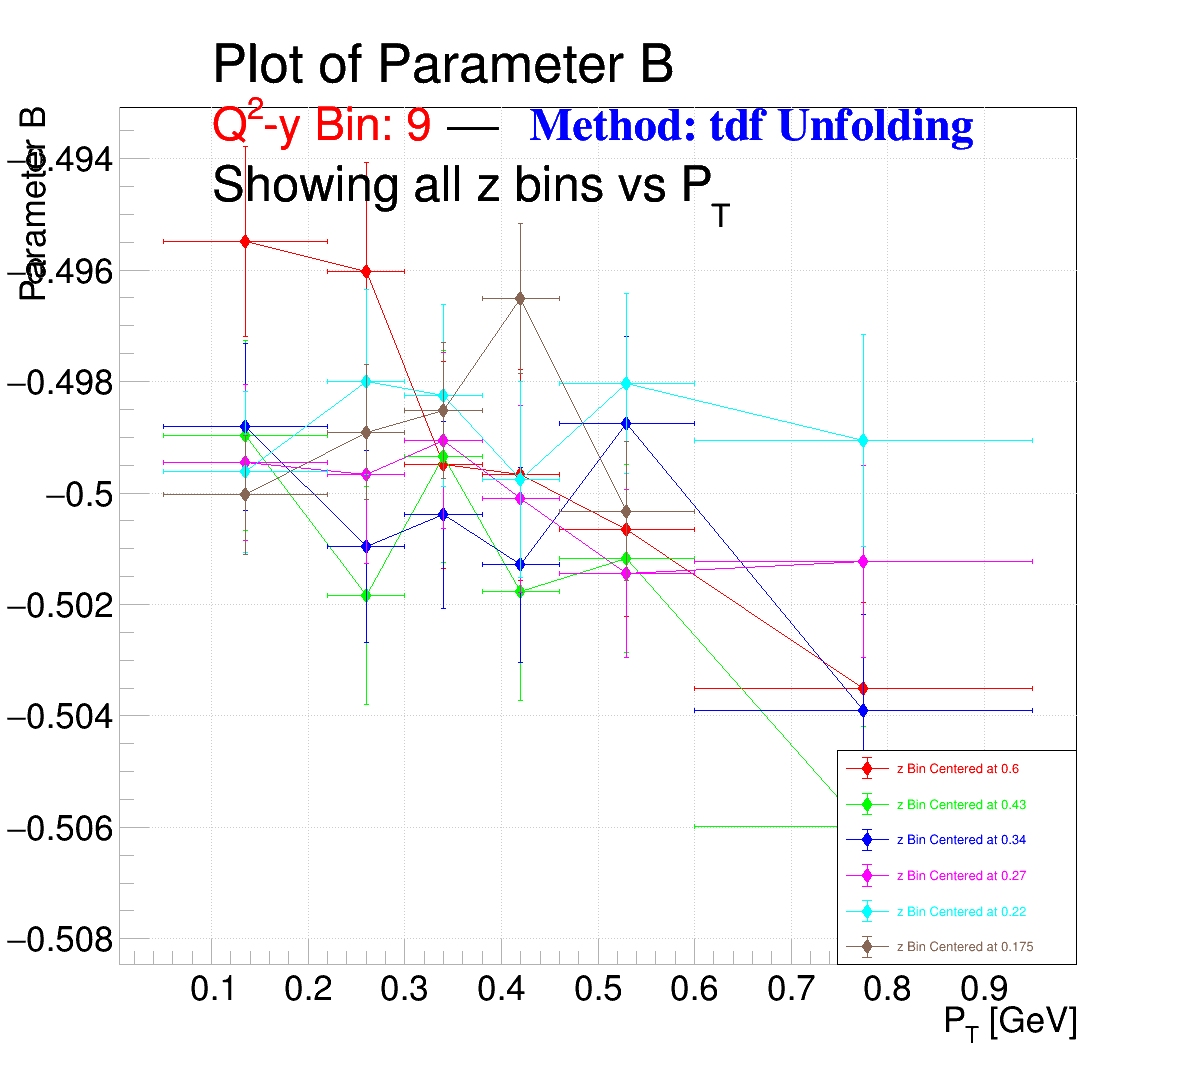 Plot of Parameter B
Q²-y Bin: 9 — Method: tdf Unfolding
Showing all z bins vs P_T
Parameter B
−0.494
−0.496
−0.498
−0.5
−0.502
−0.504
−0.506
−0.508
z Bin Centered at 0.6
z Bin Centered at 0.43
z Bin Centered at 0.34
z Bin Centered at 0.27
z Bin Centered at 0.22
z Bin Centered at 0.175
0.1 0.2 0.3 0.4 0.5 0.6 0.7 0.8 0.9
P_T [GeV]